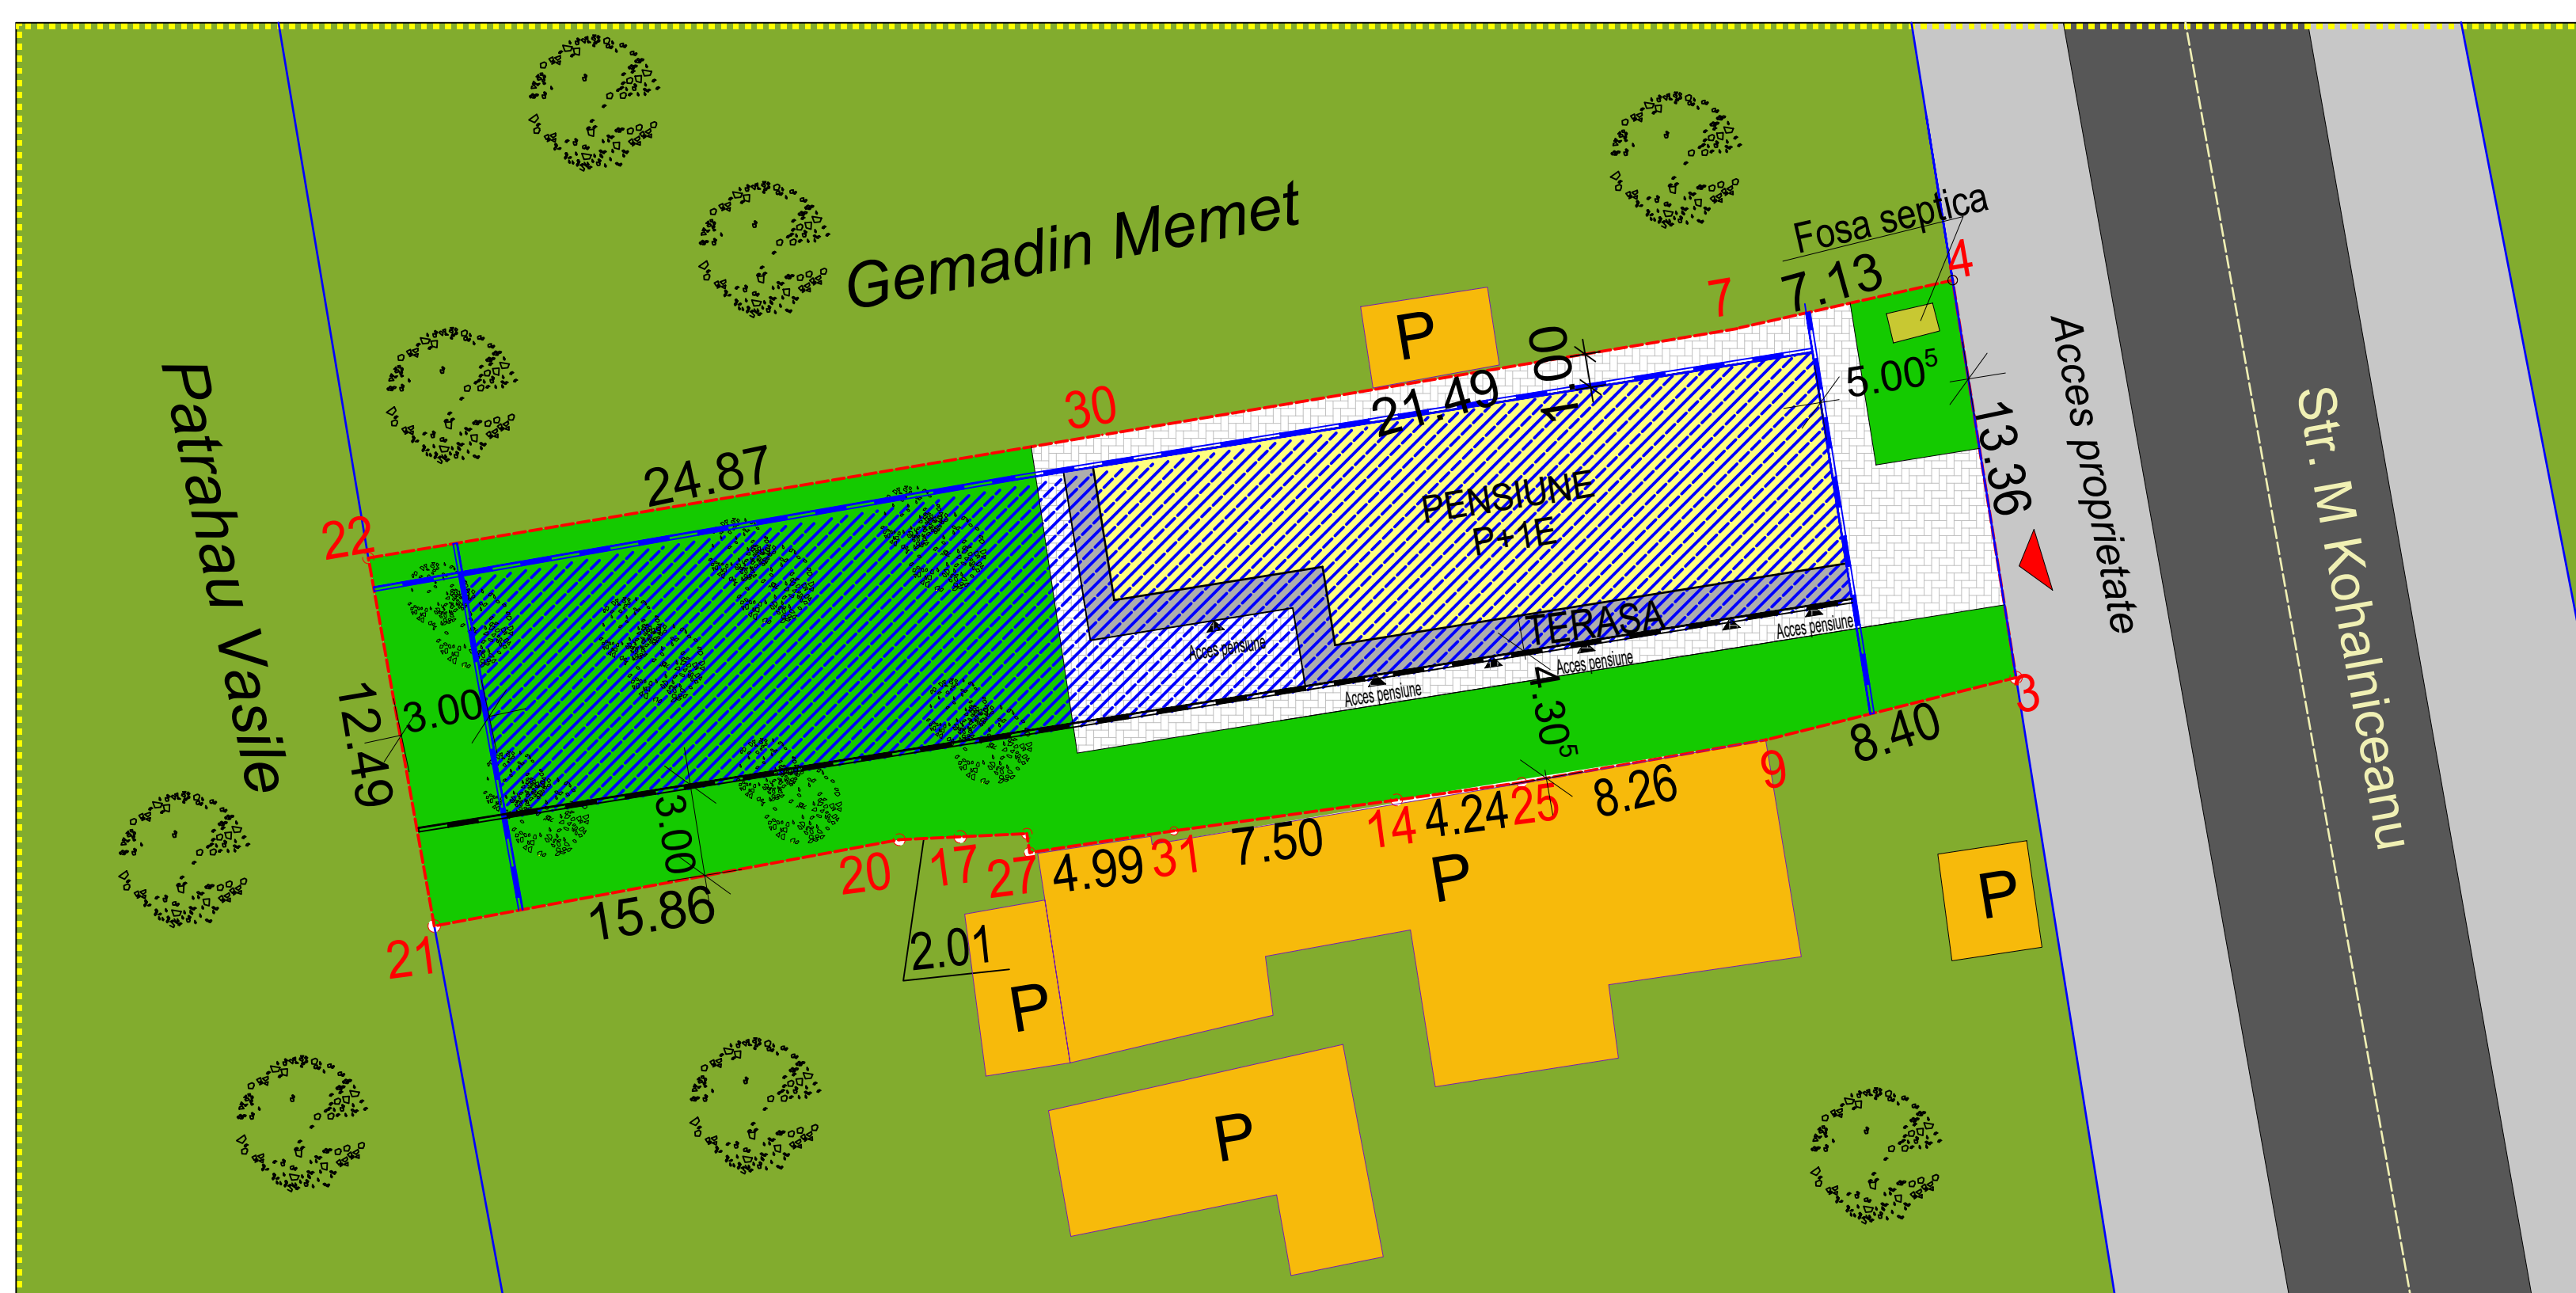 Gemadin Memet
Fosa septica
4
7.13
7
P
1.00
21.49
30
5.00⁵
13.36
Acces proprietate
Str. M Kohalniceanu
24.87
22
Patrahau Vasile
PENSIUNE
P+1E
TERASA
Acces pensiune
Acces pensiune
Acces pensiune
Acces pensiune
3.00
12.49
4.30⁵
3
8.40
9
8.26
25
4.24
14
7.50
31
4.99
27
17
20
3.00
15.86
21
2.01
P
P
P
P